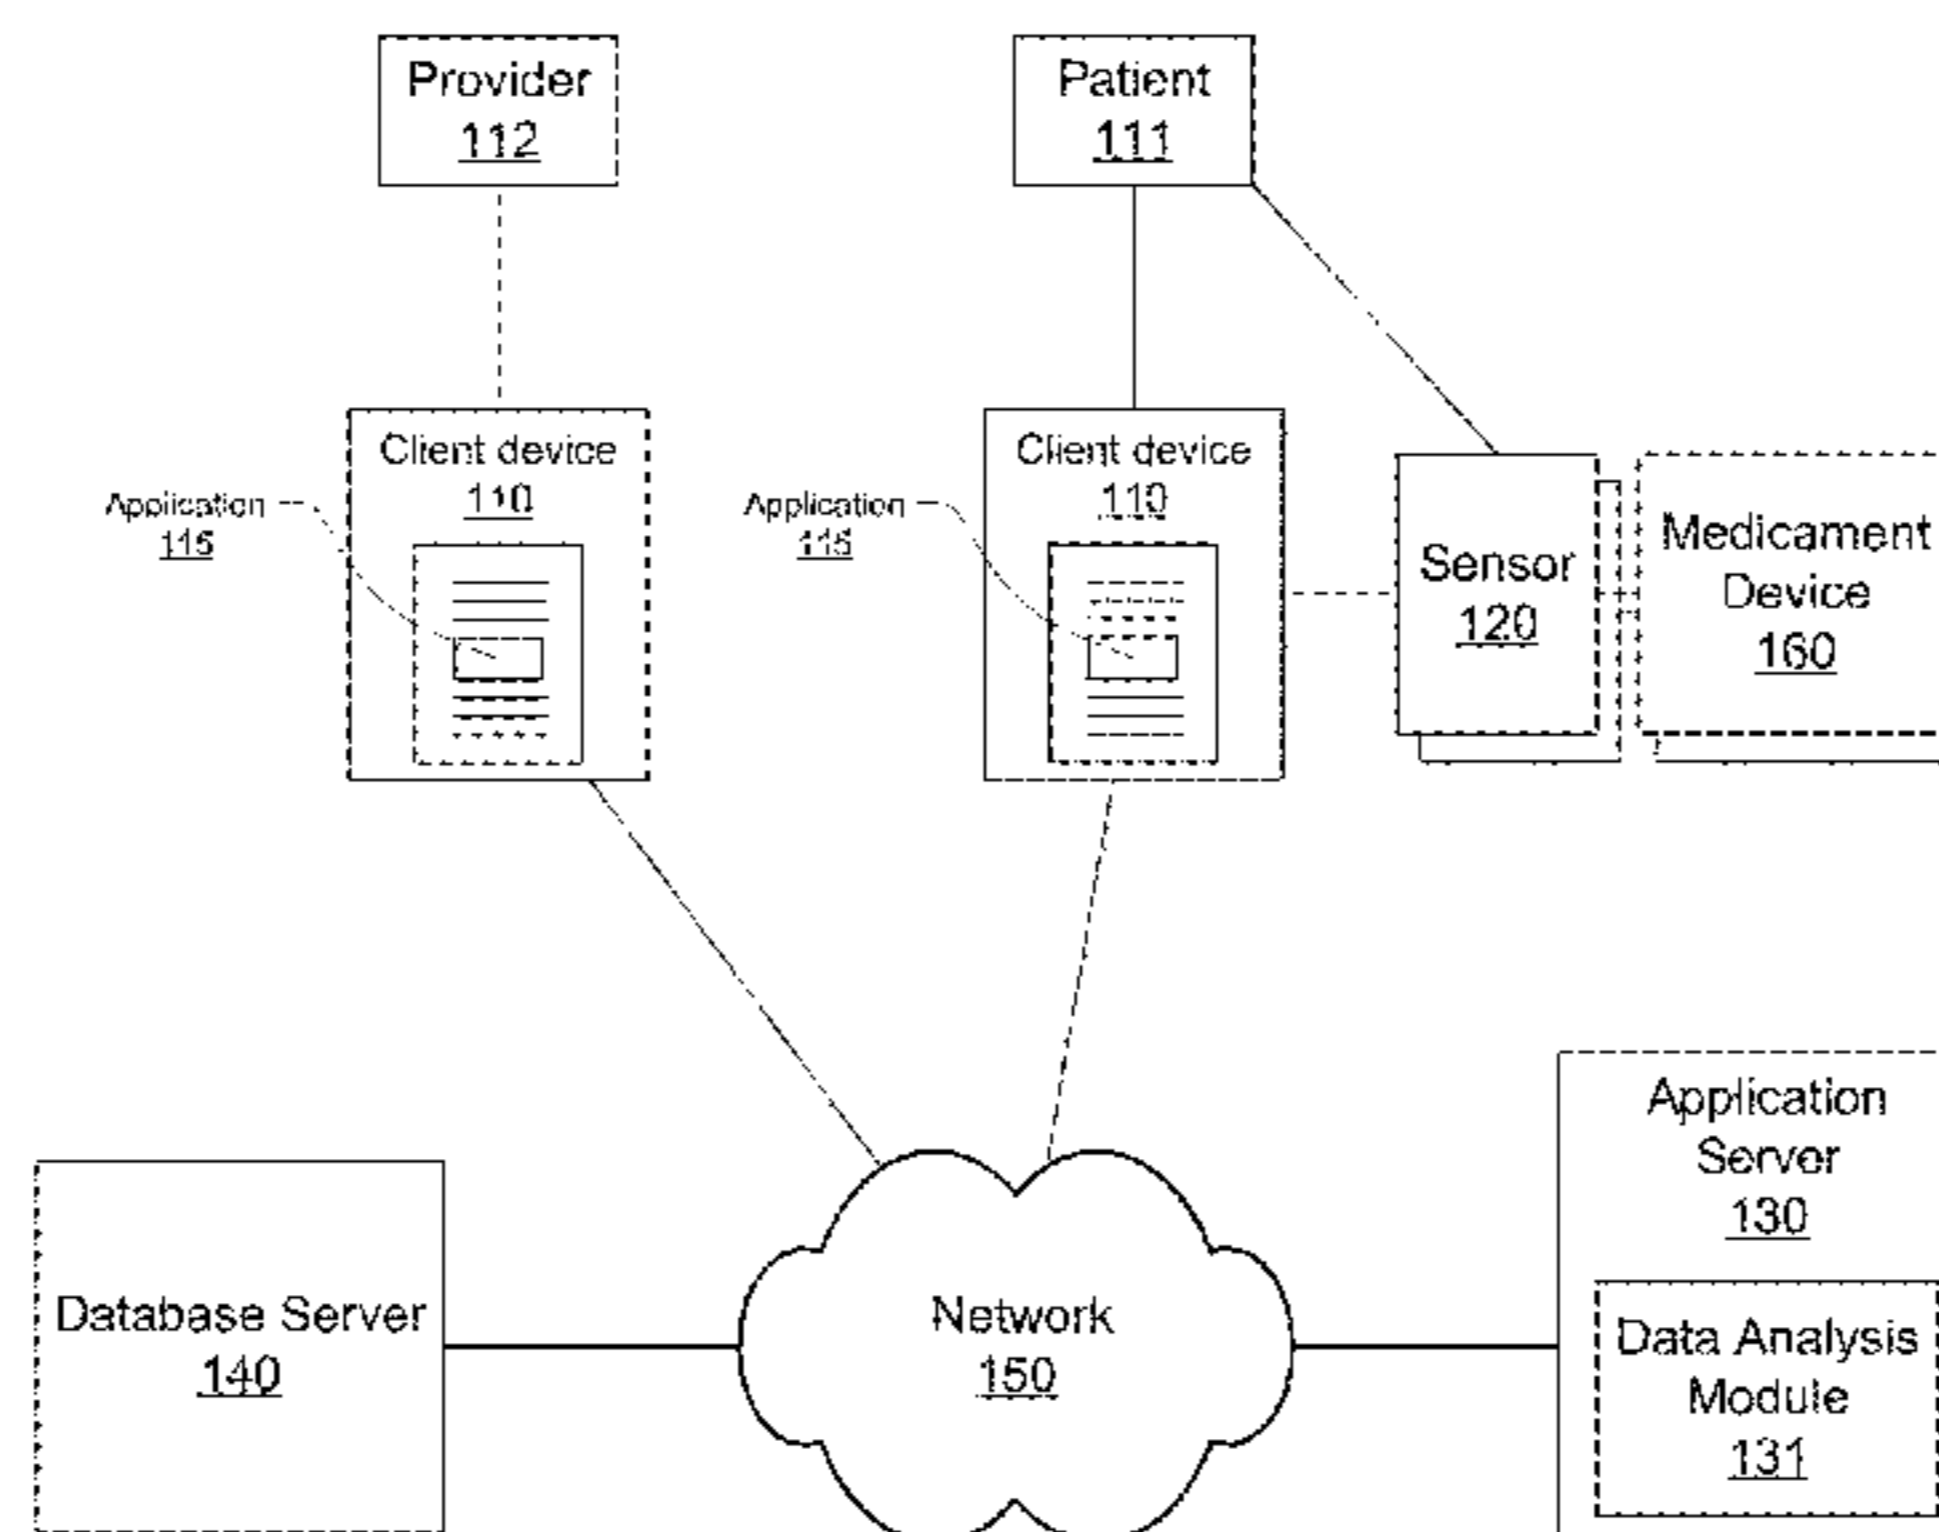 Provider
112
Patient
111
Client device
110
Application
115
Client device
110
Application
115
Sensor
120
Medicament
Device
160
Database Server
140
Network
150
Application
Server
130
Data Analysis
Module
131